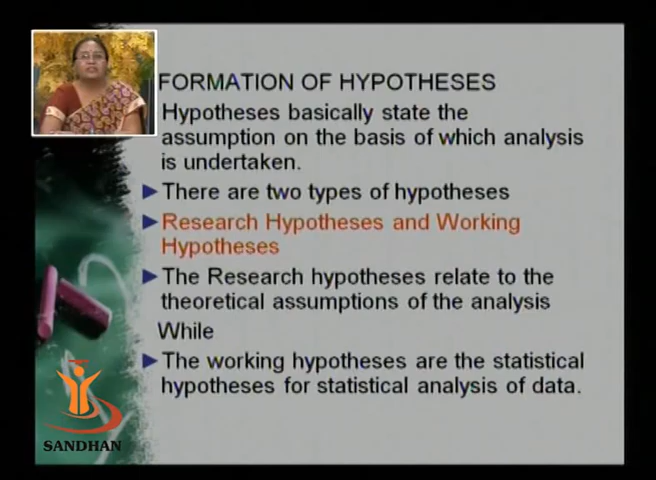 FORMATION OF HYPOTHESES
Hypotheses basically state the
assumption on the basis of which analysis
is undertaken.
There are two types of hypotheses
Research Hypotheses and Working
Hypotheses
The Research hypotheses relate to the
theoretical assumptions of the analysis
While
The working hypotheses are the statistical
hypotheses for statistical analysis of data.
SANDHAN